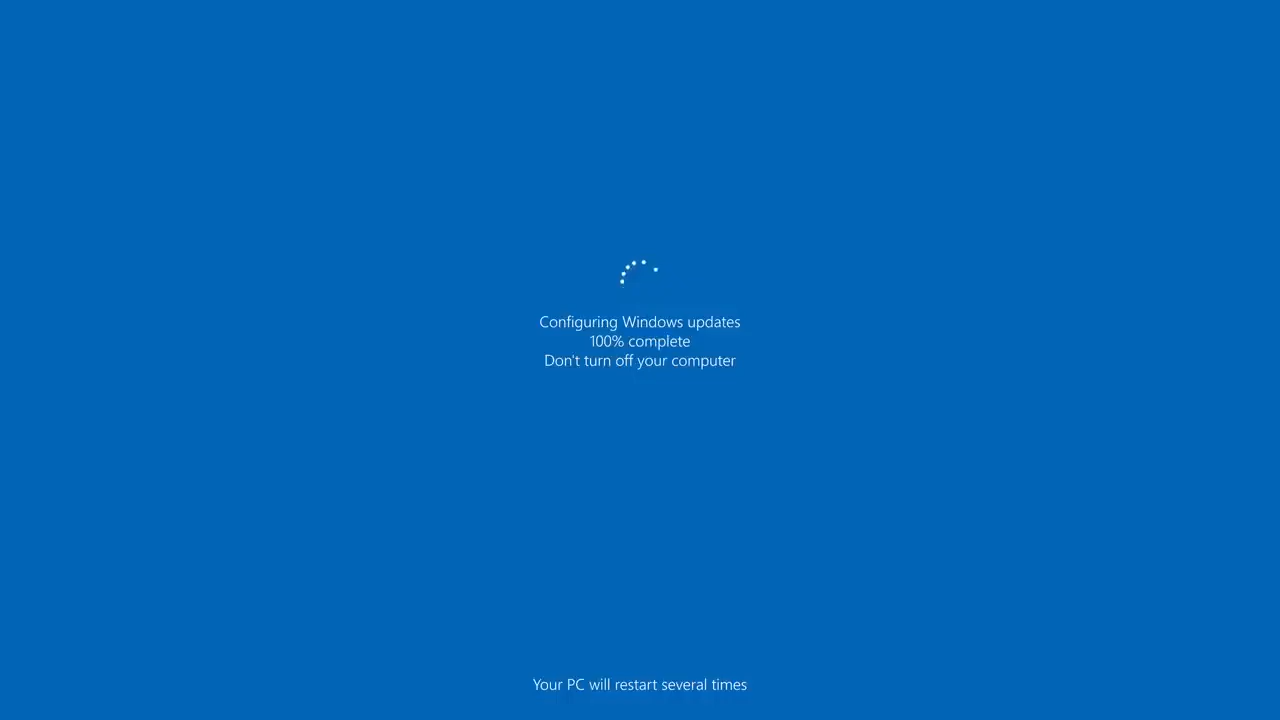 Configuring Windows updates
100% complete
Don't turn off your computer
Your PC will restart several times